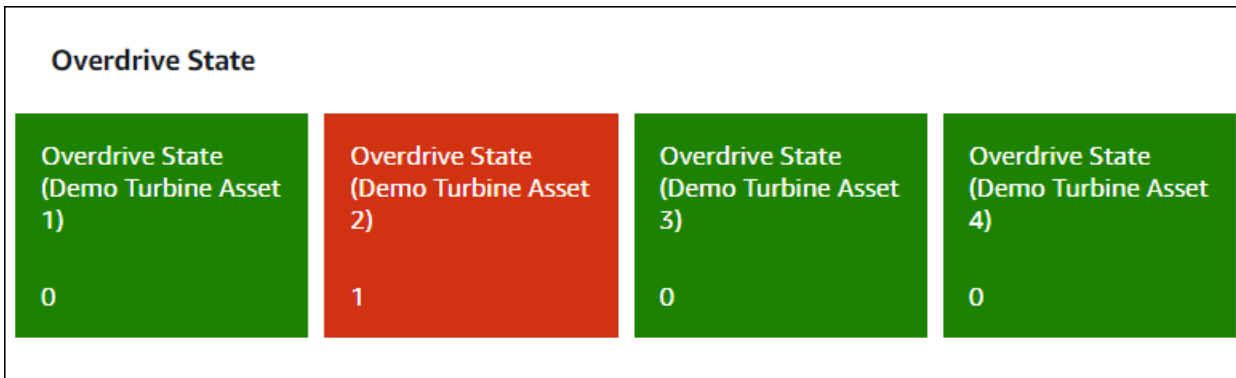 Overdrive State
Overdrive State
(Demo Turbine Asset
1)
0
Overdrive State
(Demo Turbine Asset
2)
1
Overdrive State
(Demo Turbine Asset
3)
0
Overdrive State
(Demo Turbine Asset
4)
0